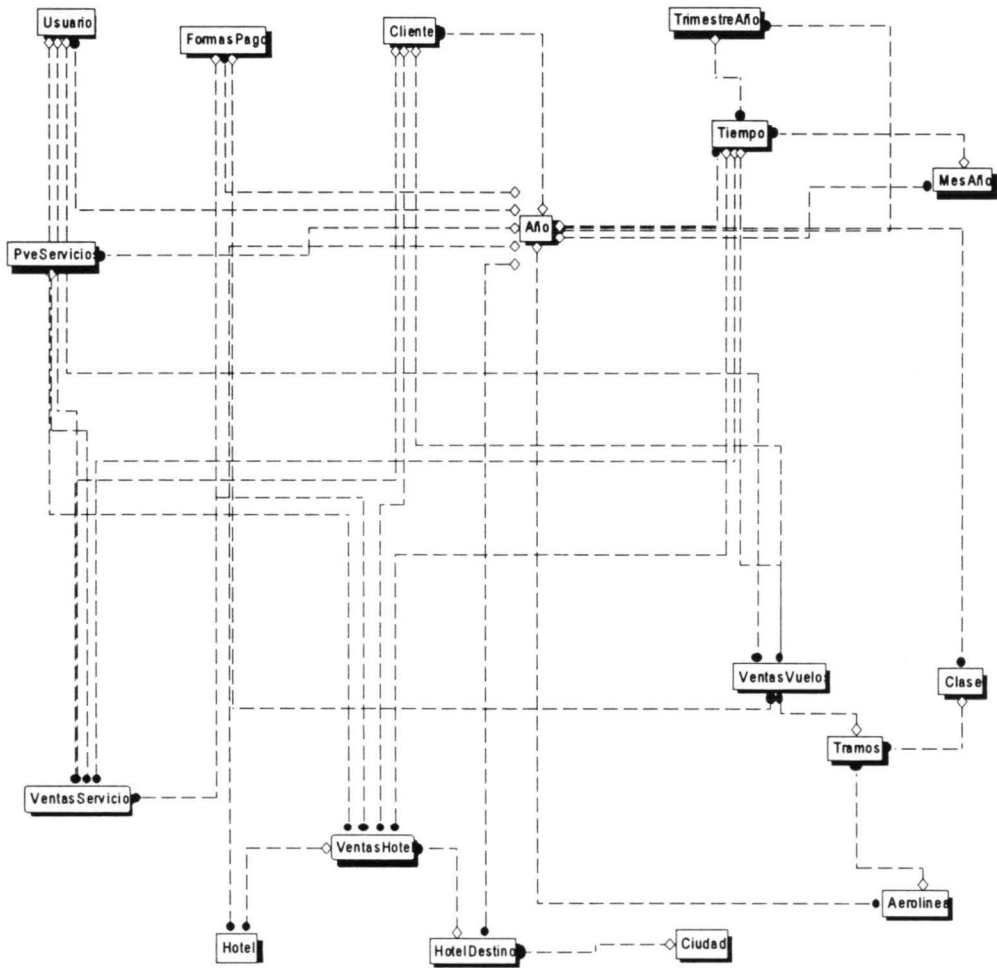 Usuario
FormasPago
Cliente
TrimestreAño
Tiempo
MesAño
Año
PveServicios
VentasVuelos
Clase
Tramos
VentasServicio
VentasHotel
Aerolinea
Hotel
HotelDestino
Ciudad